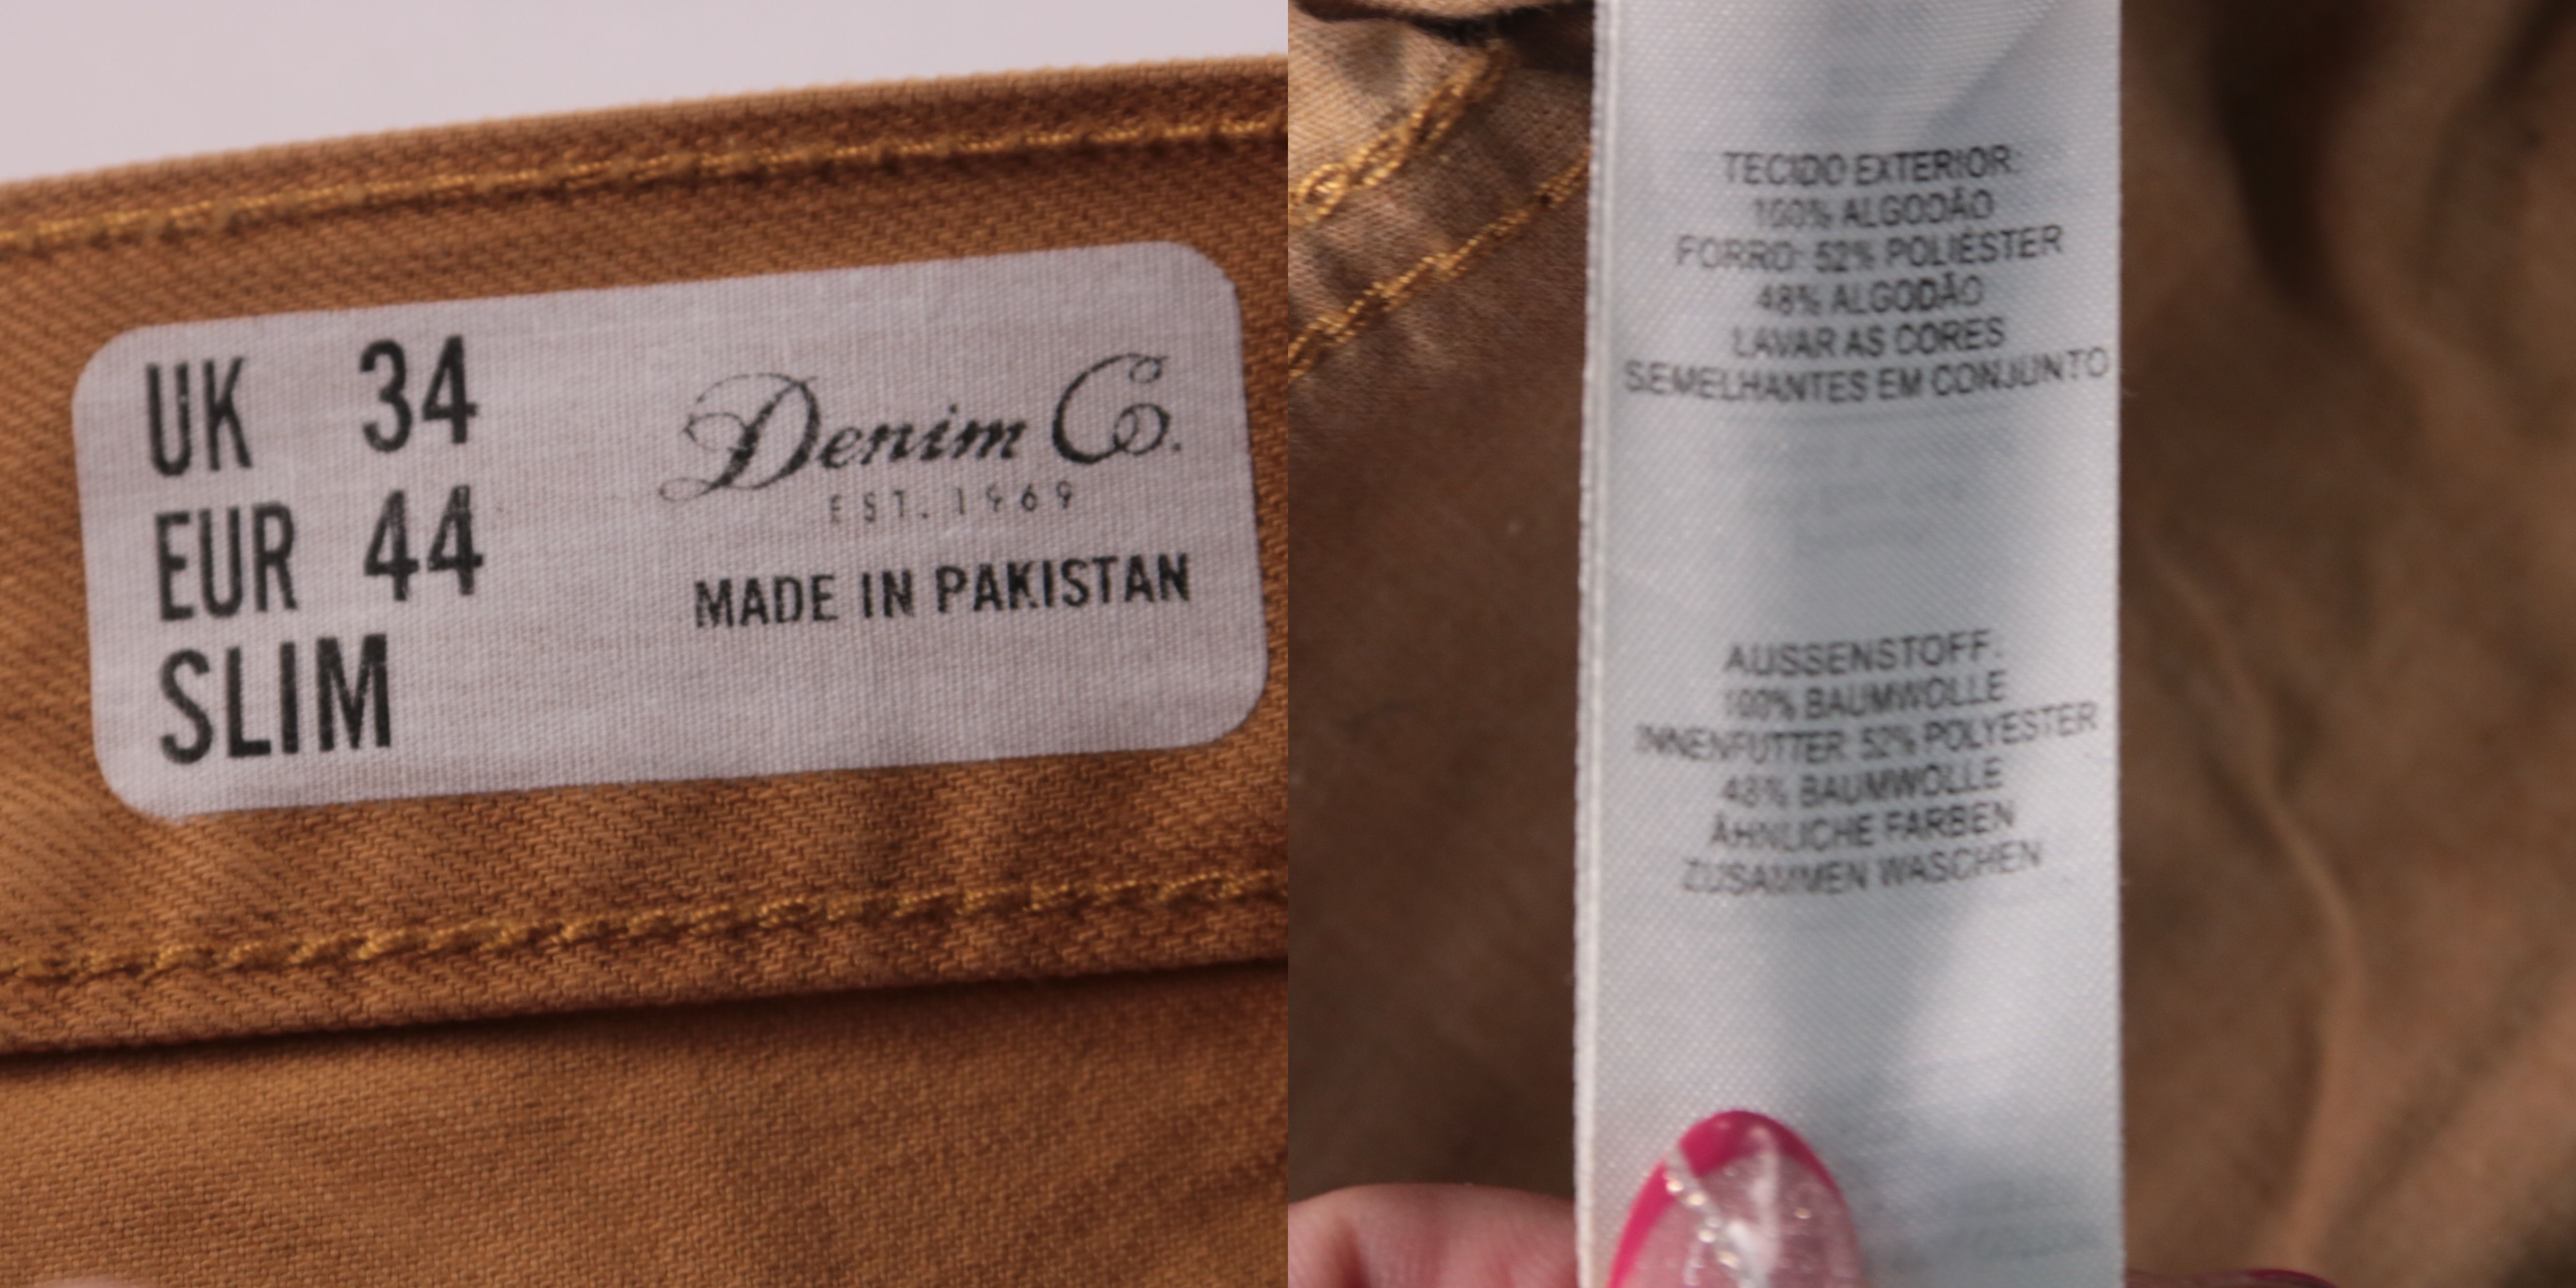 UK 34
EUR 44
SLIM
Denim Co.
EST. 1969
MADE IN PAKISTAN
TECIDO EXTERIOR:
100% ALGODÃO
FORRO: 52% POLIÉSTER
48% ALGODÃO
LAVAR AS CORES
SEMELHANTES EM CONJUNTO
AUSSENSTOFF:
100% BAUMWOLLE
INNENFUTTER: 52% POLYESTER
48% BAUMWOLLE
ÄHNLICHE FARBEN
ZUSAMMEN WASCHEN